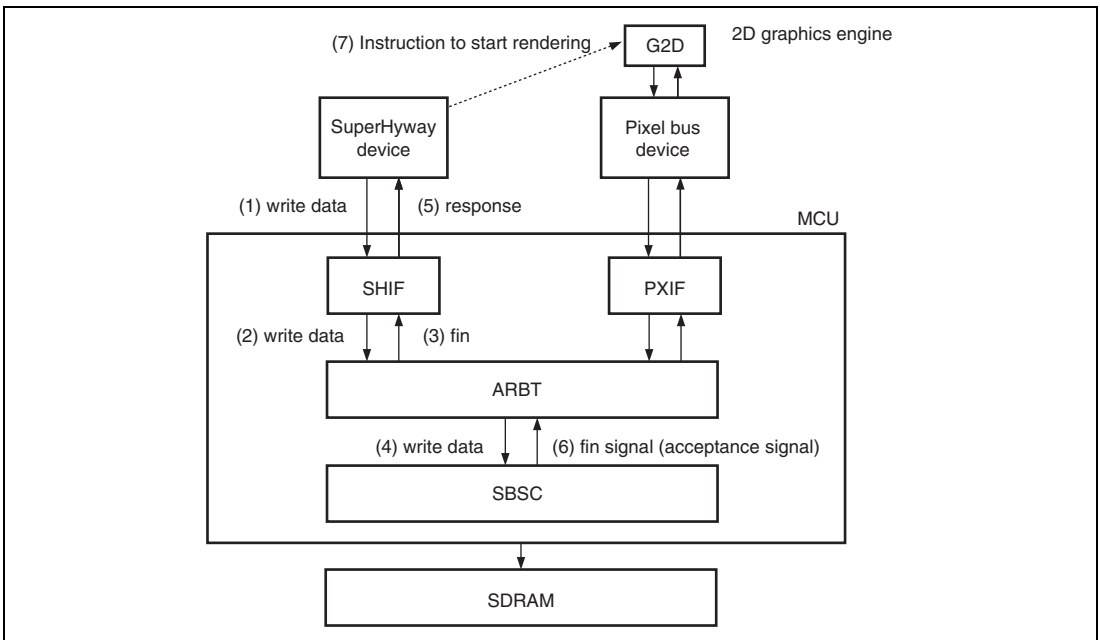 (7) Instruction to start rendering
G2D
2D graphics engine
SuperHyway
device
Pixel bus
device
(1) write data
(5) response
MCU
SHIF
PXIF
(2) write data
(3) fin
ARBT
(4) write data
(6) fin signal (acceptance signal)
SBSC
SDRAM